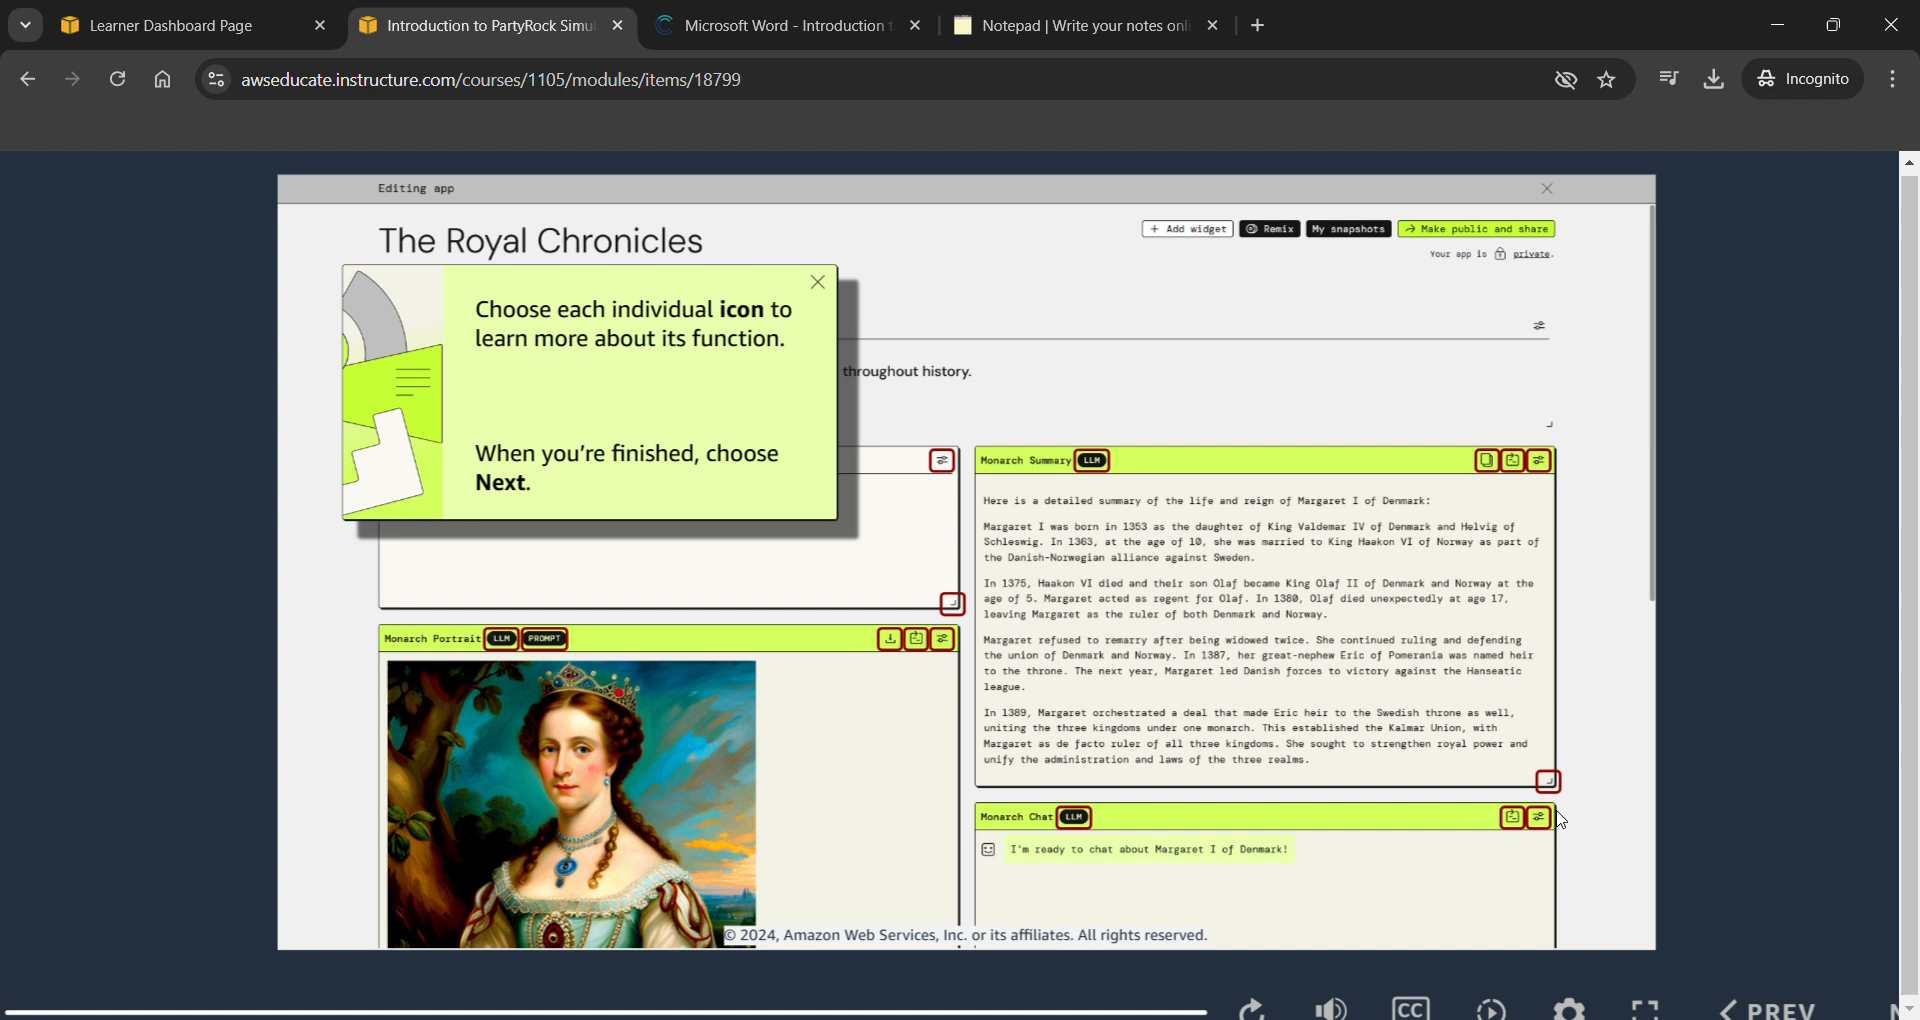 Learner Dashboard Page
Introduction to PartyRock Simu
Microsoft Word - Introduction
Notepad | Write your notes onli
awseducate.instructure.com/courses/1105/modules/items/18799
Incognito
Editing app
The Royal Chronicles
+ Add widget
Remix
My snapshots
Make public and share
Your app is private.
Choose each individual icon to
learn more about its function.
When you're finished, choose
Next.
throughout history.
Monarch Summary LLM
Here is a detailed summary of the life and reign of Margaret I of Denmark:
Margaret I was born in 1353 as the daughter of King Valdemar IV of Denmark and Helvig of
Schleswig. In 1363, at the age of 10, she was married to King Haakon VI of Norway as part of
the Danish-Norwegian alliance against Sweden.
In 1375, Haakon VI died and their son Olaf became King Olaf II of Denmark and Norway at the
age of 5. Margaret acted as regent for Olaf. In 1380, Olaf died unexpectedly at age 17,
leaving Margaret as the ruler of both Denmark and Norway.
Margaret refused to remarry after being widowed twice. She continued ruling and defending
the union of Denmark and Norway. In 1387, her great-nephew Eric of Pomerania was named heir
to the throne. The next year, Margaret led Danish forces to victory against the Hanseatic
league.
In 1389, Margaret orchestrated a deal that made Eric heir to the Swedish throne as well,
uniting the three kingdoms under one monarch. This established the Kalmar Union, with
Margaret as de facto ruler of all three kingdoms. She sought to strengthen royal power and
unify the administration and laws of the three realms.
Monarch Portrait LLM PROMPT
Monarch Chat LLM
I'm ready to chat about Margaret I of Denmark!
© 2024, Amazon Web Services, Inc. or its affiliates. All rights reserved.
CC
PREV